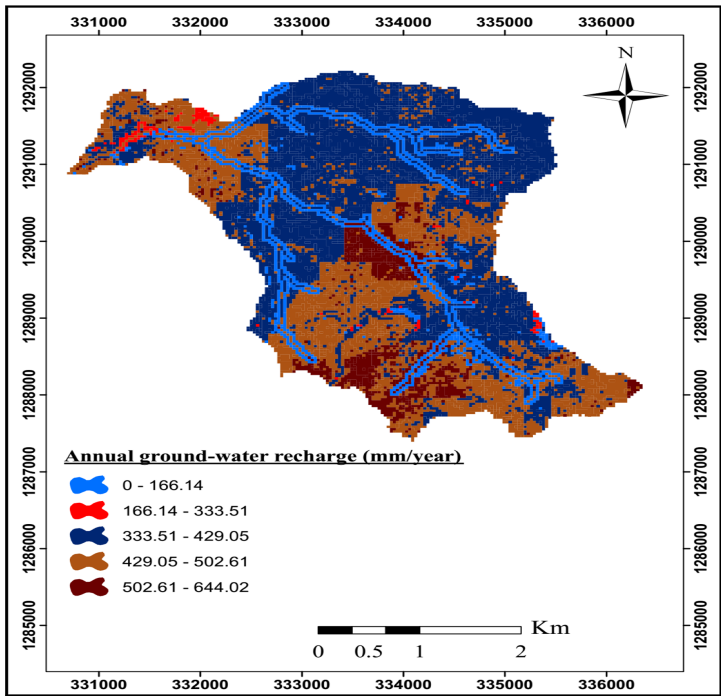 331000 332000 333000 334000 335000 336000
N
1292000 1292000
1291000 1291000
1290000 1290000
1289000 1289000
1288000 1288000
1287000 1287000
1286000 1286000
1285000 1285000
Annual ground-water recharge (mm/year)
0 - 166.14
166.14 - 333.51
333.51 - 429.05
429.05 - 502.61
502.61 - 644.02
Km
0 0.5 1 2
331000 332000 333000 334000 335000 336000